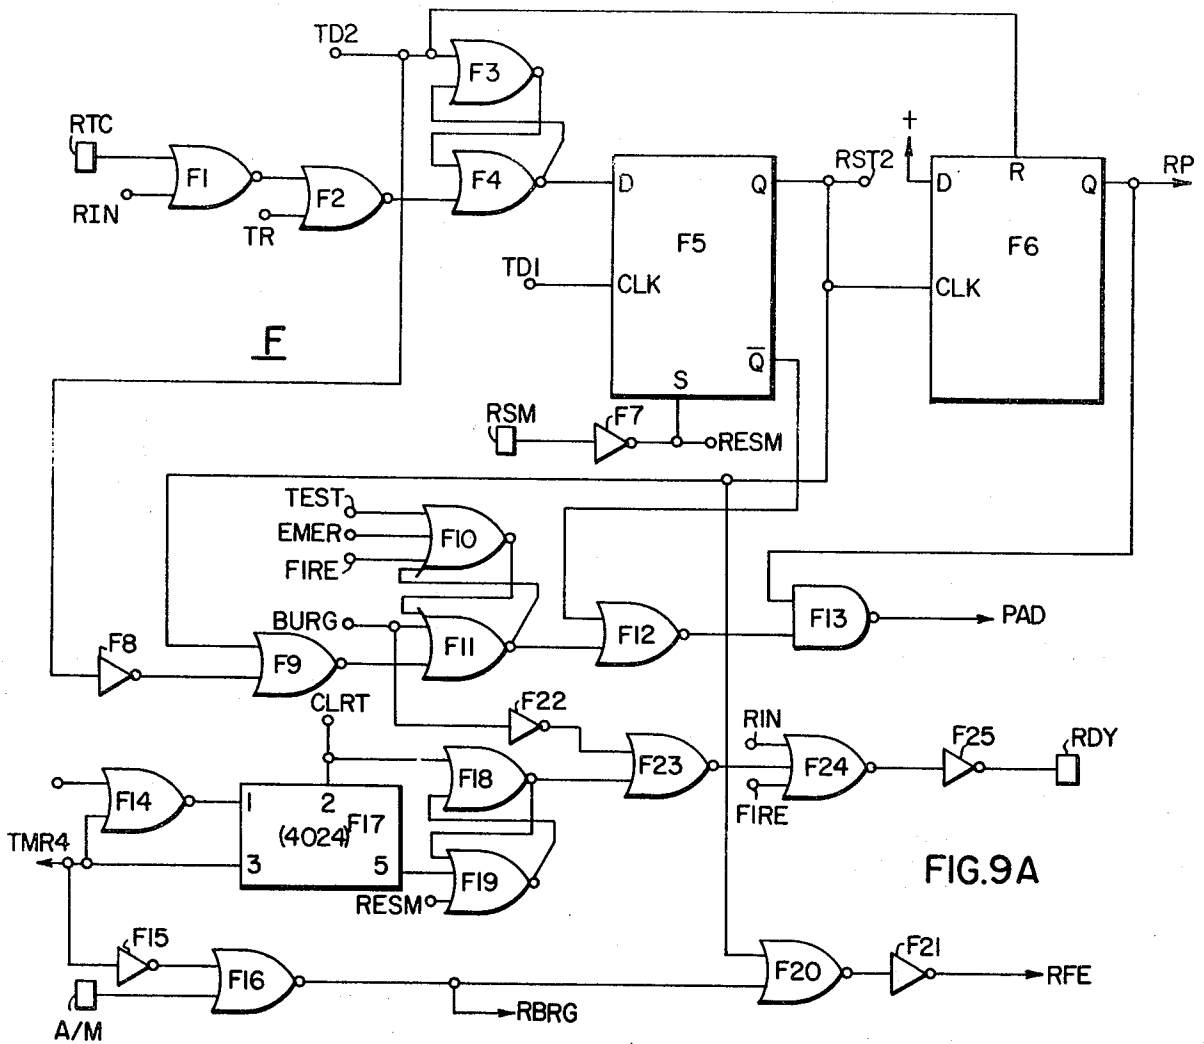 TD2
F3
RTC
F1
RIN
F2
TR
F4
D
Q
RST2
+
D
R
Q
RP
F5
F6
TD1
CLK
CLK
F
Q
S
RSM
F7
RESM
TEST
EMER
F10
FIRE
BURG
F11
F12
F13
PAD
F8
F9
CLRT
F22
RIN
F25
RDY
F18
F23
F24
FIRE
F14
1
2
F17
(4024)
TMR4
3
5
F19
RESM
FIG.9A
F15
F16
A/M
RBRG
F20
F21
RFE